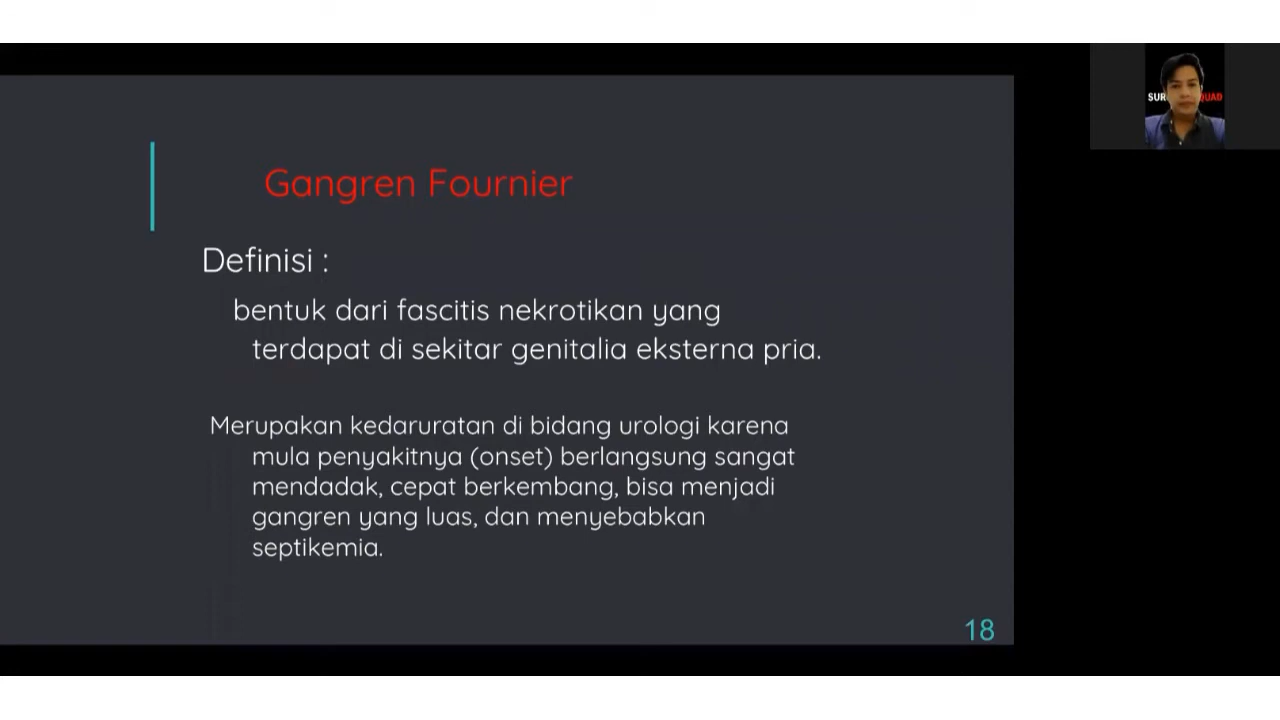 Gangren Fournier
Definisi :
bentuk dari fascitis nekrotikan yang
terdapat di sekitar genitalia eksterna pria.
Merupakan kedaruratan di bidang urologi karena
mula penyakitnya (onset) berlangsung sangat
mendadak, cepat berkembang, bisa menjadi
gangren yang luas, dan menyebabkan
septikemia.
18